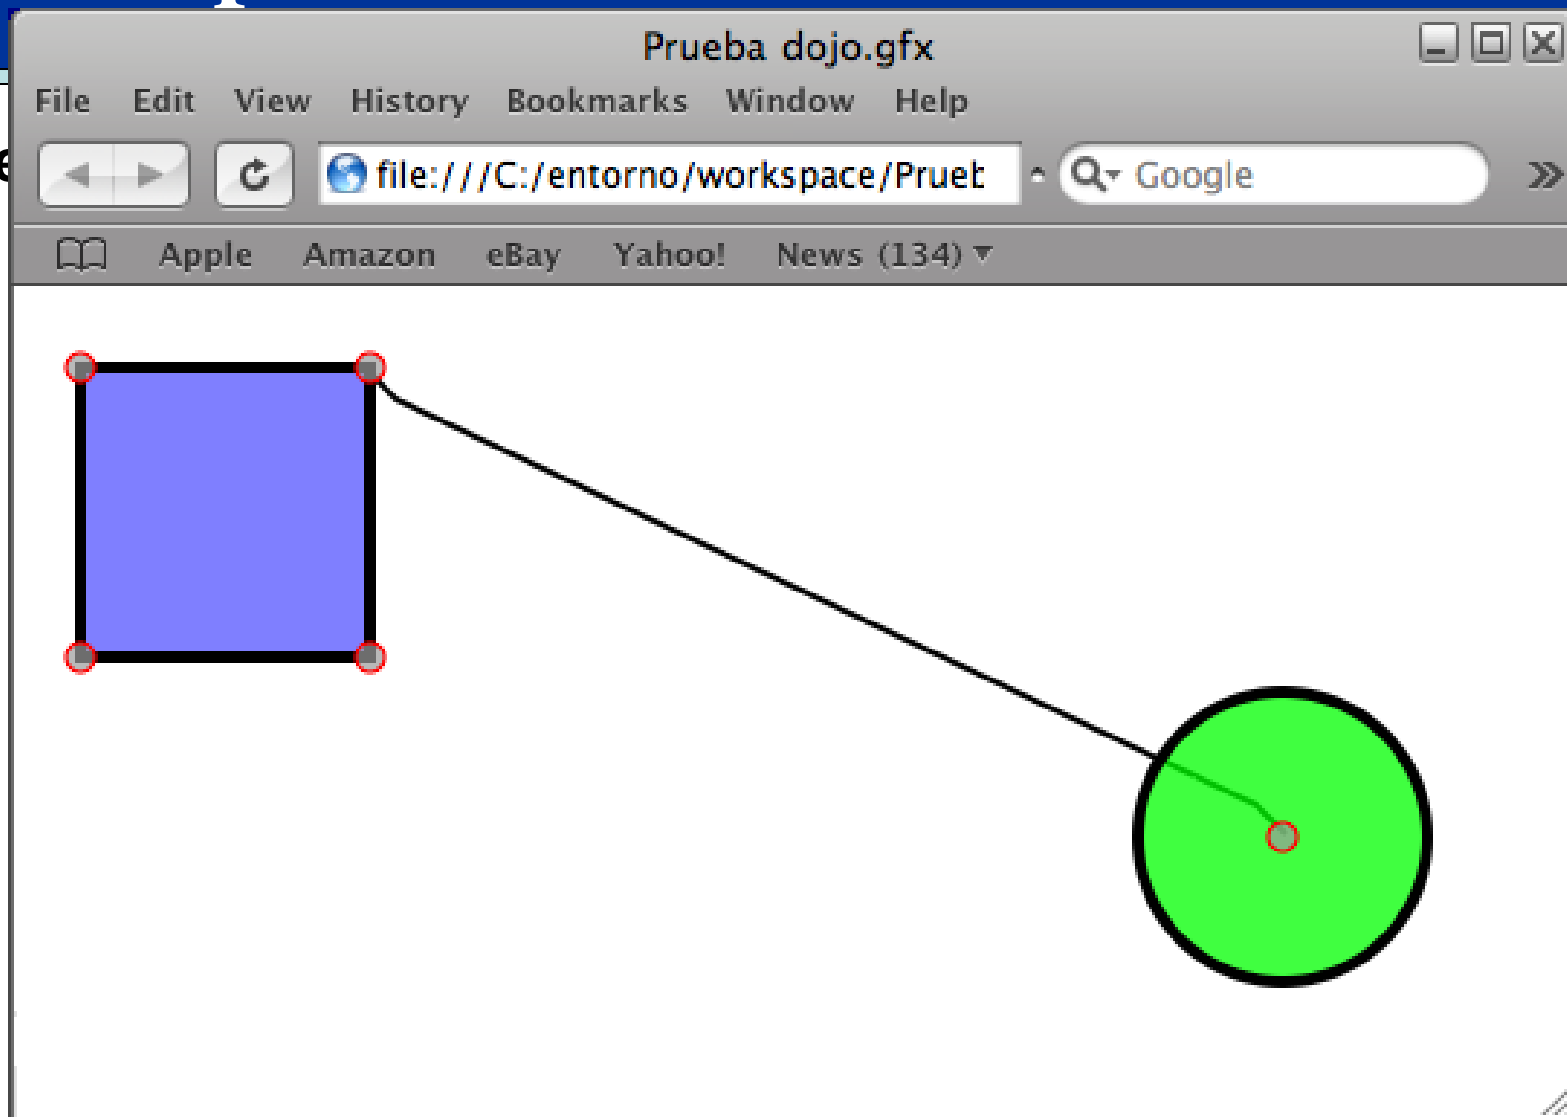 Prueba dojo.gfx
File Edit View History Bookmarks Window Help
file:///C:/entorno/workspace/Prueb Google
Apple Amazon eBay Yahoo! News (134)